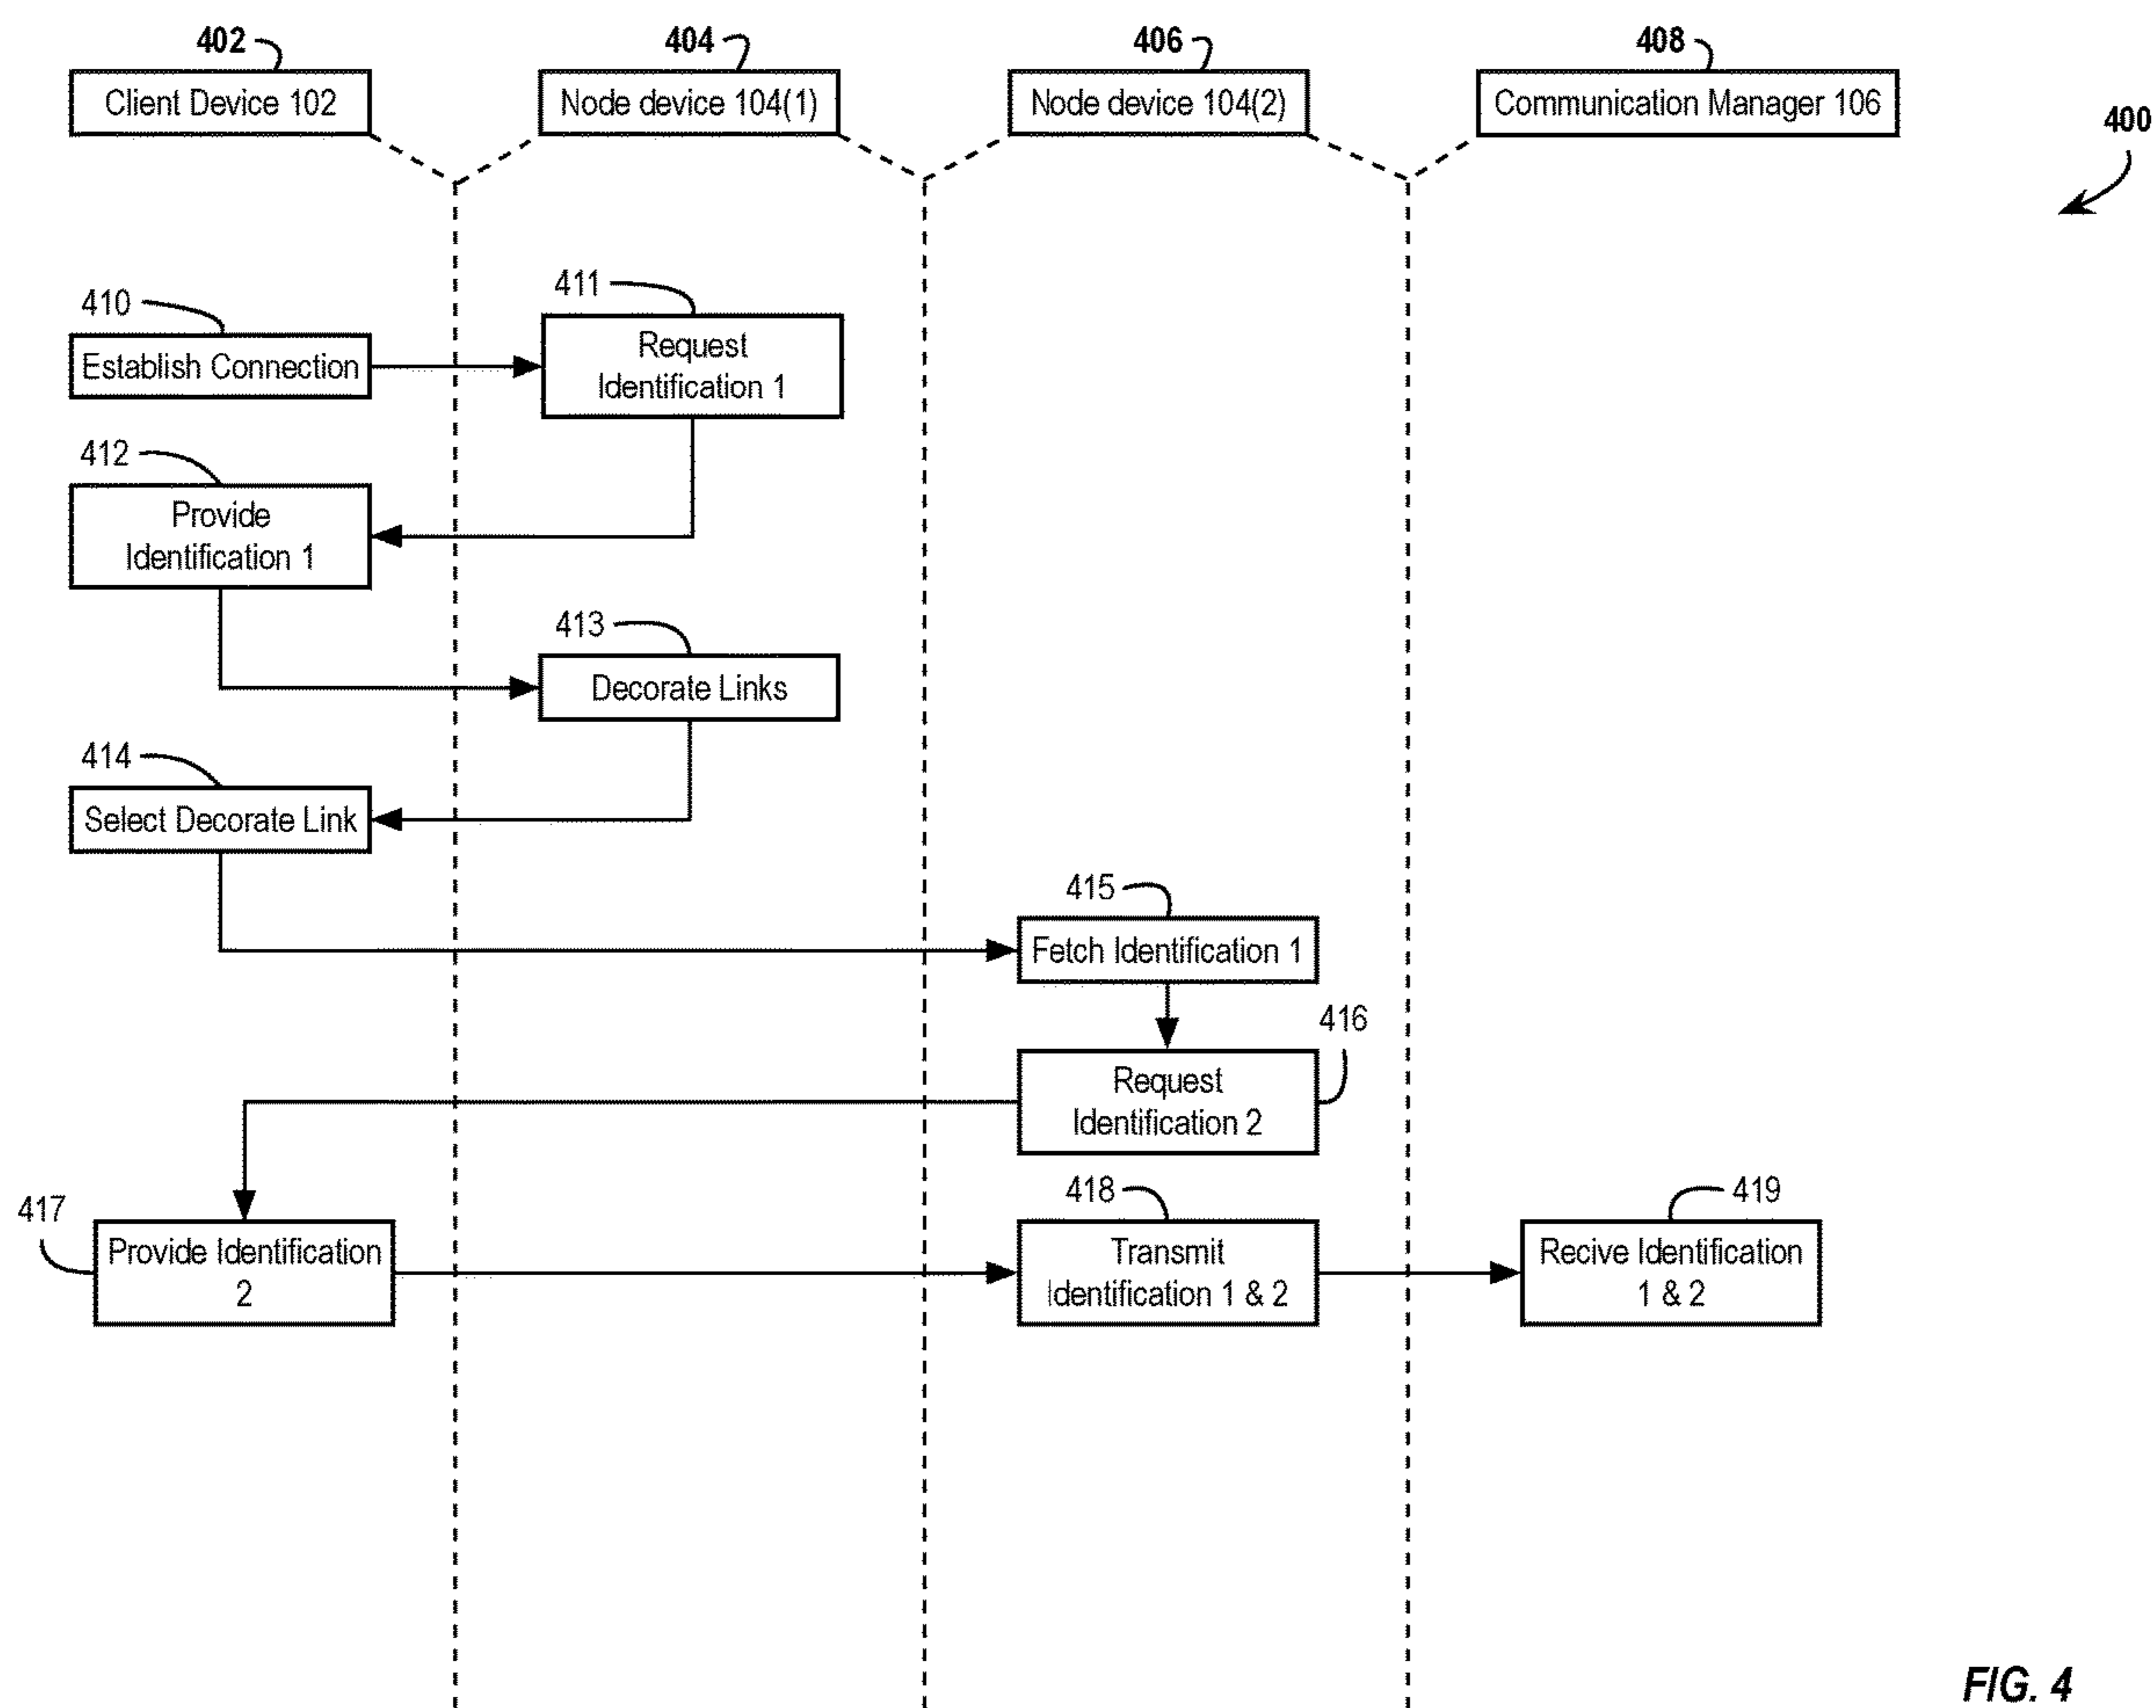 402
404
406
408
Client Device 102
Node device 104(1)
Node device 104(2)
Communication Manager 106
400
410
Establish Connection
411
Request
Identification 1
412
Provide
Identification 1
413
Decorate Links
414
Select Decorate Link
415
Fetch Identification 1
416
Request
Identification 2
417
Provide Identification
2
418
Transmit
Identification 1 & 2
419
Recive Identification
1 & 2
FIG. 4